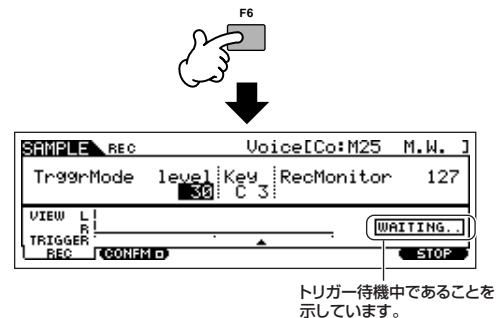 F6
SAMPLE REC Voice[Co:M25 M.W. ]
TrggrMode level Key RecMonitor 127
30 C 3
VIEW L
R
WAITING..
TRIGGER
REC CONFM STOP
トリガー待機中であることを
示しています。